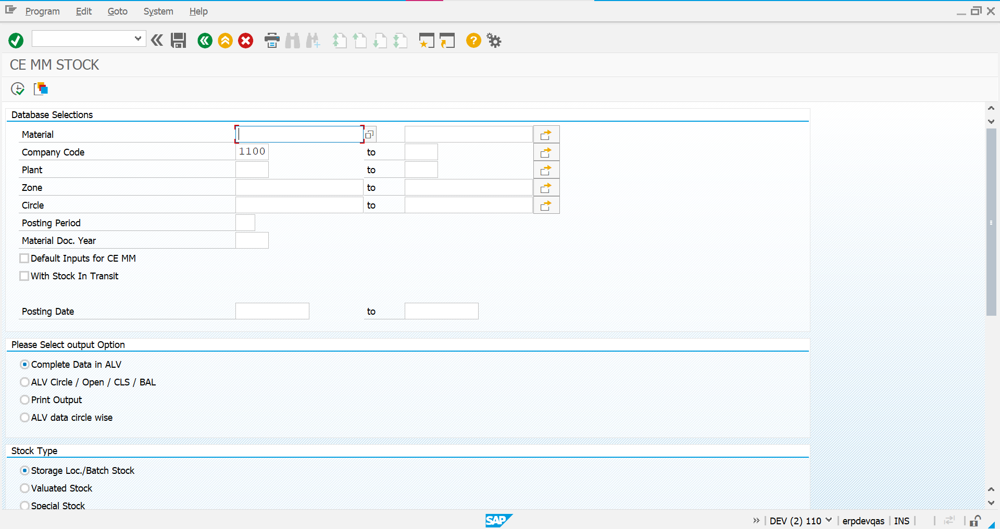 Program Edit Goto System Help
CE MM STOCK
Database Selections
Material
Company Code 1100 to
Plant to
Zone to
Circle to
Posting Period
Material Doc. Year
Default Inputs for CE MM
With Stock In Transit
Posting Date to
Please Select output Option
Complete Data in ALV
ALV Circle / Open / CLS / BAL
Print Output
ALV data circle wise
Stock Type
Storage Loc./Batch Stock
Valuated Stock
Special Stock
SAP DEV (2) 110 erpdevqas INS